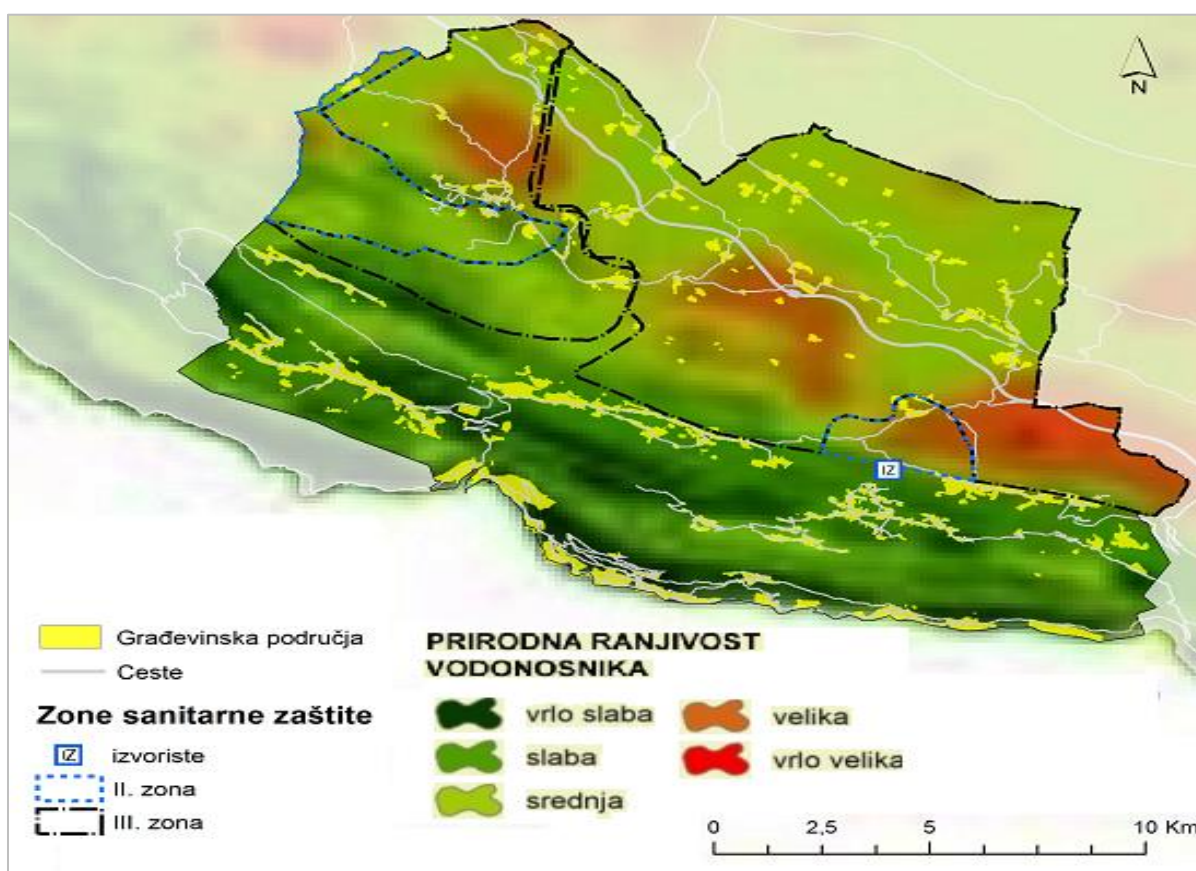 N
IZ
Građevinska područja
Ceste
Zone sanitarne zaštite
IZ izvoriste
II. zona
III. zona
PRIRODNA RANJIVOST
VODONOSNIKA
vrlo slaba
slaba
srednja
velika
vrlo velika
0 2,5 5 10 Km